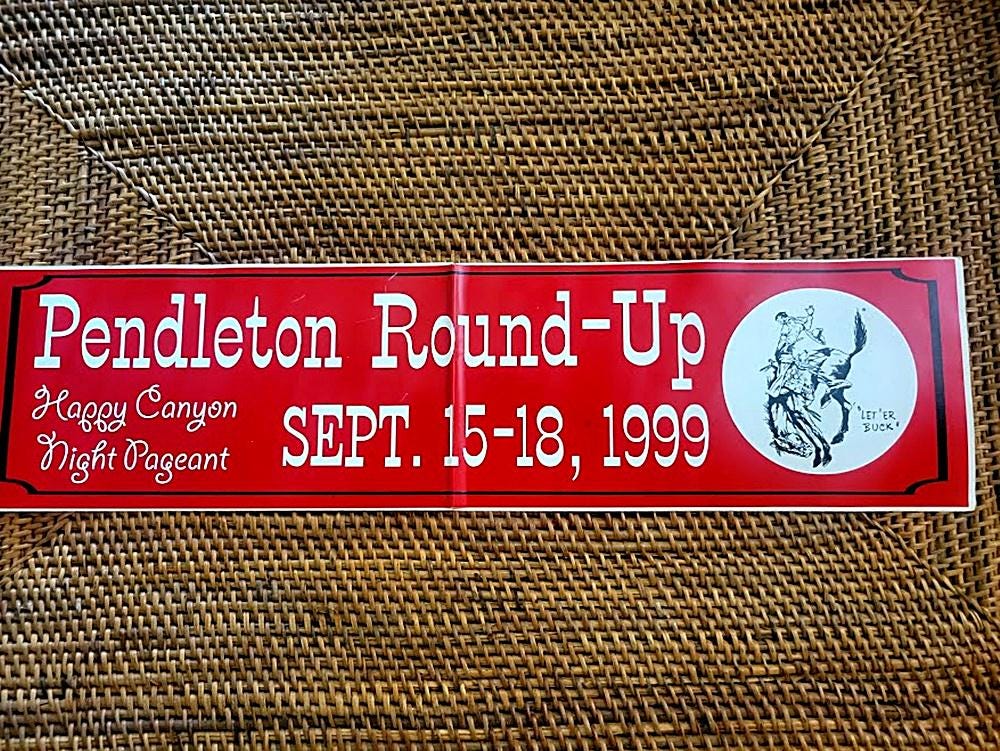 Pendleton Round-Up
Happy Canyon
Night Pageant
SEPT. 15-18, 1999
"LET 'ER
BUCK"